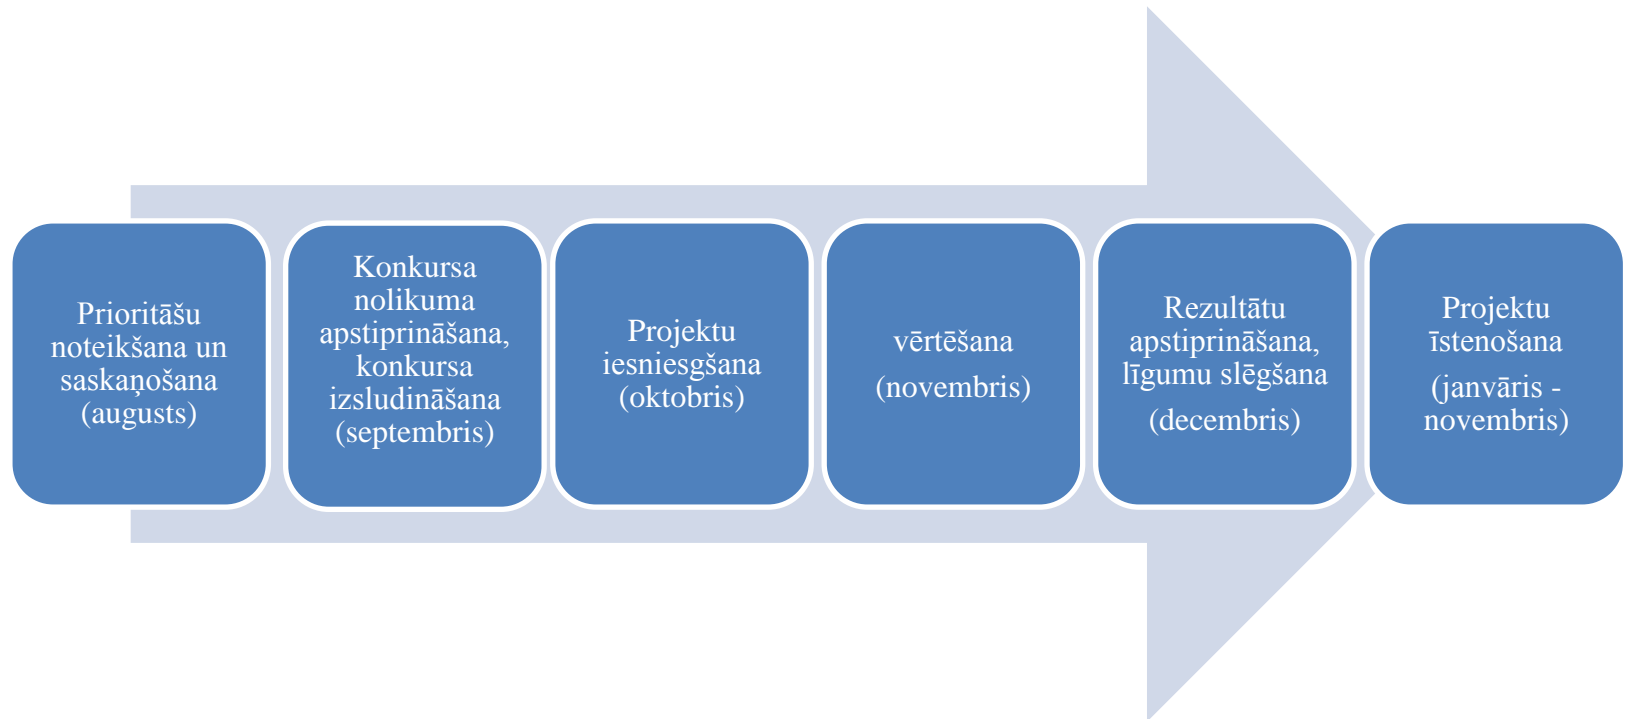 Prioritāšu
noteikšana un
saskaņošana
(augusts)
Konkursa
nolikuma
apstiprināšana,
konkursa
izsludināšana
(septembris)
Projektu
iesniesgšana
(oktobris)
vērtēšana
(novembris)
Rezultātu
apstiprināšana,
līgumu slēgšana
(decembris)
Projektu
īstenošana
(janvāris -
novembris)